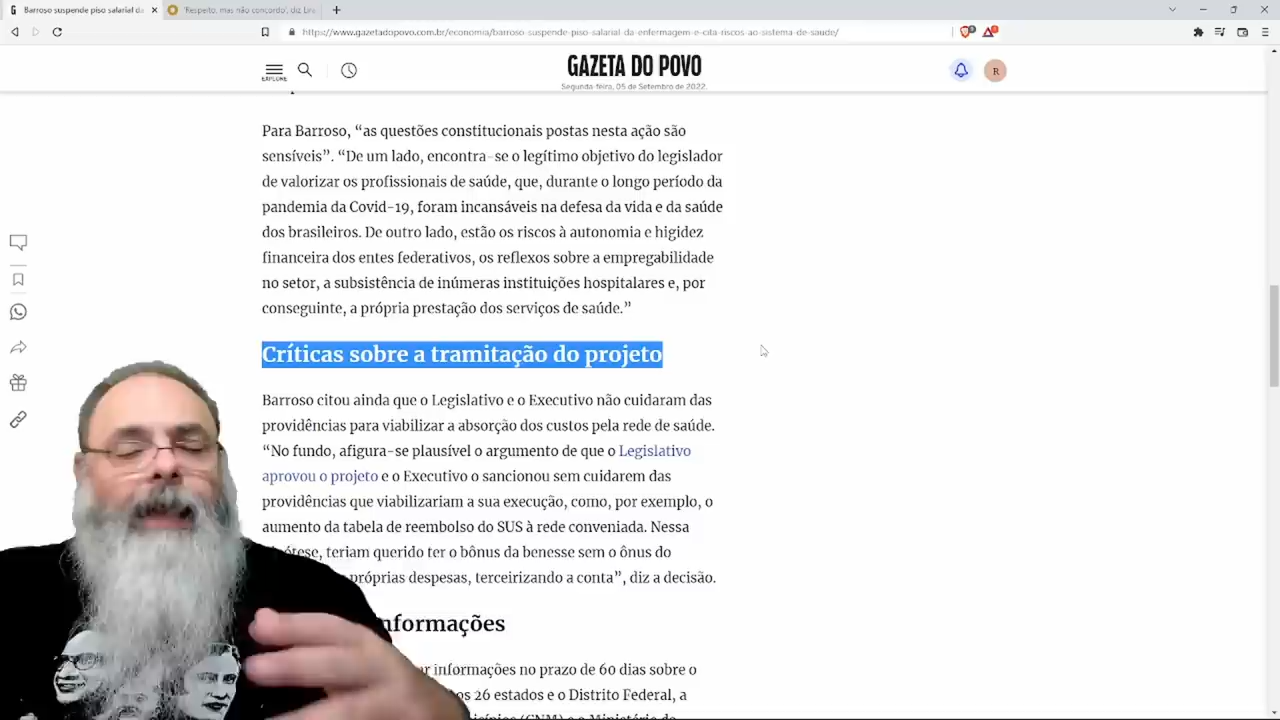 Barroso suspende piso salarial da
'Respeito, mas não concordo', diz bra
https://www.gazetadopovo.com.br/economia/barroso-suspende-piso-salarial-da-enfermagem-e-cita-riscos-ao-sistema-de-saude/
EXPLORE
GAZETA DO POVO
R
Segunda-feira, 05 de Setembro de 2022.
Para Barroso, “as questões constitucionais postas nesta ação são
sensíveis”. “De um lado, encontra-se o legítimo objetivo do legislador
de valorizar os profissionais de saúde, que, durante o longo período da
pandemia da Covid-19, foram incansáveis na defesa da vida e da saúde
dos brasileiros. De outro lado, estão os riscos à autonomia e higidez
financeira dos entes federativos, os reflexos sobre a empregabilidade
no setor, a subsistência de inúmeras instituições hospitalares e, por
conseguinte, a própria prestação dos serviços de saúde.”
Críticas sobre a tramitação do projeto
Barroso citou ainda que o Legislativo e o Executivo não cuidaram das
providências para viabilizar a absorção dos custos pela rede de saúde.
“No fundo, afigura-se plausível o argumento de que o Legislativo
aprovou o projeto e o Executivo o sancionou sem cuidarem das
providências que viabilizariam a sua execução, como, por exemplo, o
aumento da tabela de reembolso do SUS à rede conveniada. Nessa
teriam querido ter o bônus da benesse sem o ônus do
próprias despesas, terceirizando a conta”, diz a decisão.
nformações
informações no prazo de 60 dias sobre o
os 26 estados e o Distrito Federal, a
(CNM) e o Ministério do